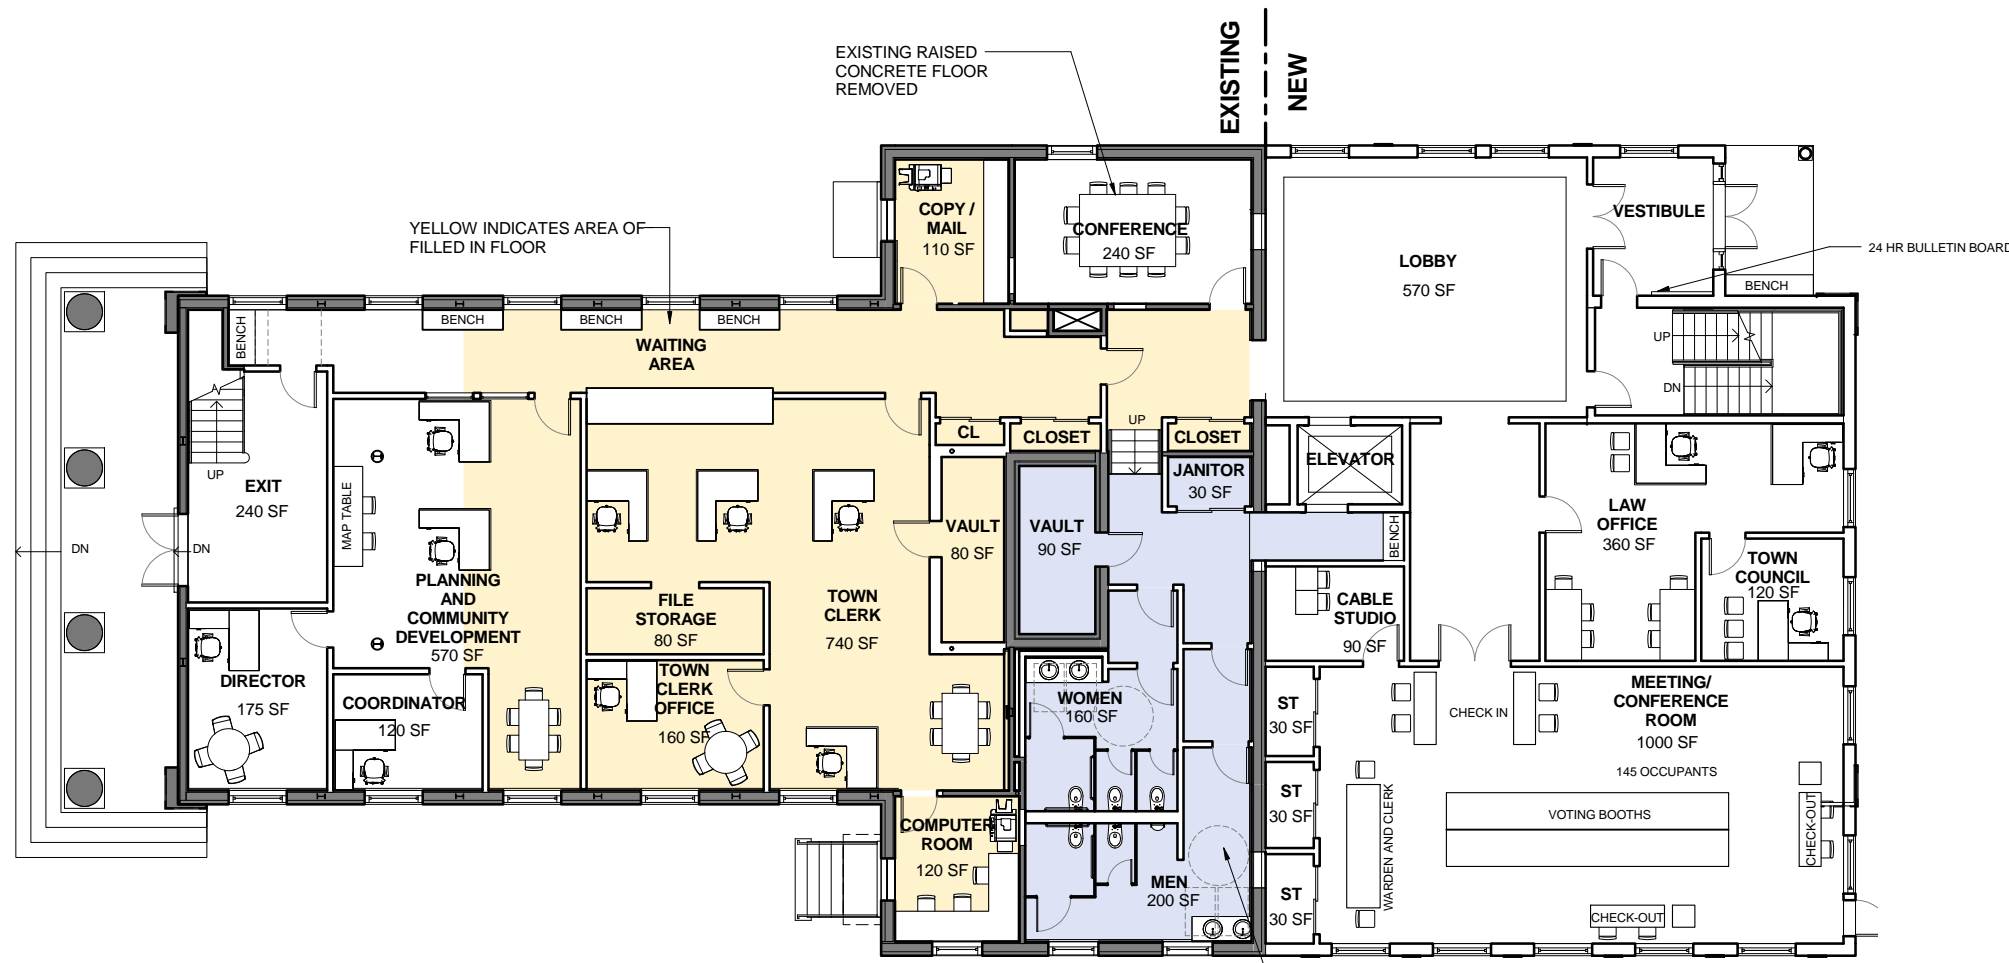 EXISTING RAISED
CONCRETE FLOOR
REMOVED
EXISTING
NEW
YELLOW INDICATES AREA OF
FILLED IN FLOOR
COPY /
MAIL
110 SF
CONFERENCE
240 SF
LOBBY
570 SF
VESTIBULE
24 HR BULLETIN BOARD
BENCH
BENCH
BENCH
BENCH
BENCH
WAITING
AREA
UP
DN
UP
EXIT
240 SF
UP
DN
DN
MAP TABLE
PLANNING
AND
COMMUNITY
DEVELOPMENT
570 SF
DIRECTOR
175 SF
COORDINATOR
120 SF
FILE
STORAGE
80 SF
TOWN
CLERK
OFFICE
160 SF
TOWN
CLERK
740 SF
CL
CLOSET
CLOSET
VAULT
80 SF
VAULT
90 SF
JANITOR
30 SF
ELEVATOR
BENCH
LAW
OFFICE
360 SF
TOWN
COUNCIL
120 SF
CABLE
STUDIO
90 SF
WOMEN
160 SF
MEN
200 SF
COMPUTER
ROOM
120 SF
ST
30 SF
ST
30 SF
ST
30 SF
CHECK IN
MEETING/
CONFERENCE
ROOM
1000 SF
145 OCCUPANTS
VOTING BOOTHS
WARDEN AND CLERK
CHECK-OUT
CHECK-OUT